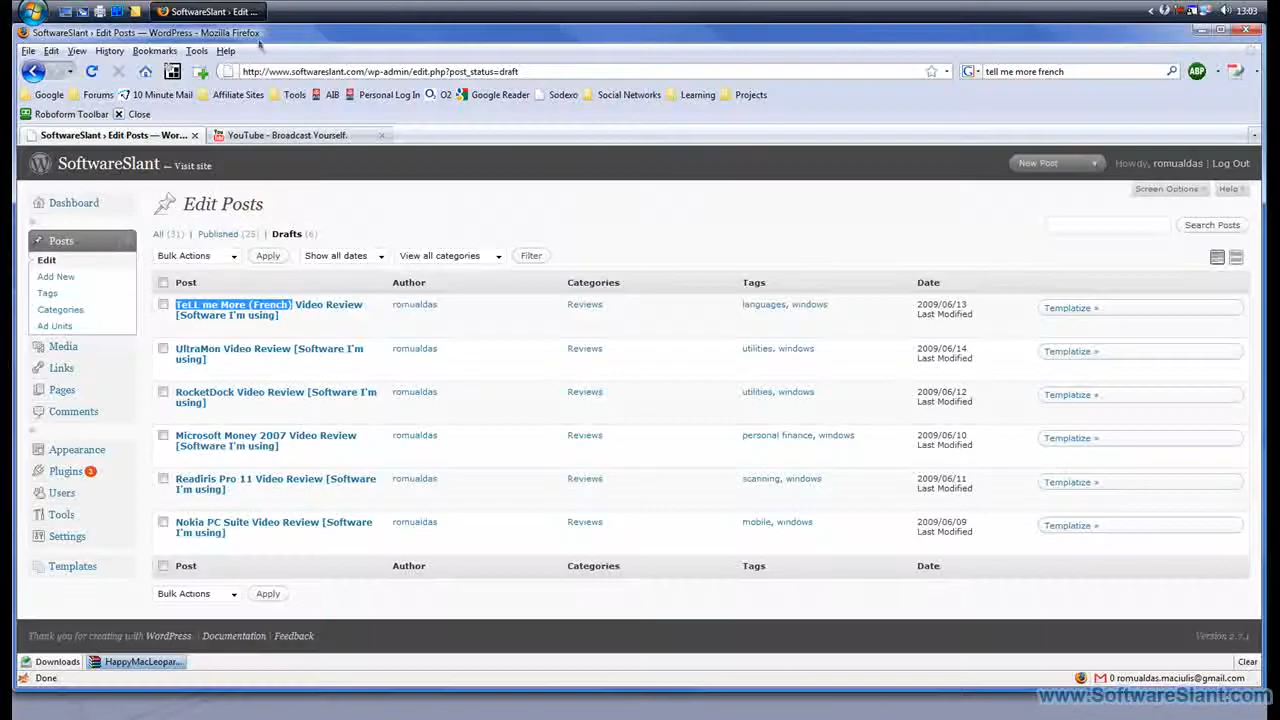 SoftwareSlant › Edit ...
13:03
SoftwareSlant › Edit Posts — WordPress - Mozilla Firefox
File Edit View History Bookmarks Tools Help
http://www.softwareslant.com/wp-admin/edit.php?post_status=draft
tell me more french
ABP
Google Forums 10 Minute Mail Affiliate Sites Tools AIB Personal Log In O2 Google Reader Sodexo Social Networks Learning Projects
Roboform Toolbar Close
SoftwareSlant › Edit Posts — Wor...
YouTube - Broadcast Yourself.
SoftwareSlant ← Visit site
New Post
Howdy, romualdas | Log Out
Screen Options
Help
Dashboard
Edit Posts
Posts
All (31) | Published (25) | Drafts (6)
Search Posts
Edit
Bulk Actions Apply Show all dates View all categories Filter
Add New
Tags
Categories
Ad Units
Media
Links
Pages
Comments
Appearance
Plugins 3
Users
Tools
Settings
Templates
Post Author Categories Tags Date
TeLL me More (French) Video Review romualdas Reviews languages, windows 2009/06/13 Templatize »
[Software I'm using] Last Modified
UltraMon Video Review [Software I'm romualdas Reviews utilities, windows 2009/06/14 Templatize »
using] Last Modified
RocketDock Video Review [Software I'm romualdas Reviews utilities, windows 2009/06/12 Templatize »
using] Last Modified
Microsoft Money 2007 Video Review romualdas Reviews personal finance, windows 2009/06/10 Templatize »
[Software I'm using] Last Modified
Readiris Pro 11 Video Review [Software romualdas Reviews scanning, windows 2009/06/11 Templatize »
I'm using] Last Modified
Nokia PC Suite Video Review [Software romualdas Reviews mobile, windows 2009/06/09 Templatize »
I'm using] Last Modified
Post Author Categories Tags Date
Bulk Actions Apply
Thank you for creating with WordPress | Documentation | Feedback
Version 2.7.1
Downloads HappyMacLeopar...
Clear
Done
0 romualdas.maciulis@gmail.com
www.SoftwareSlant.com